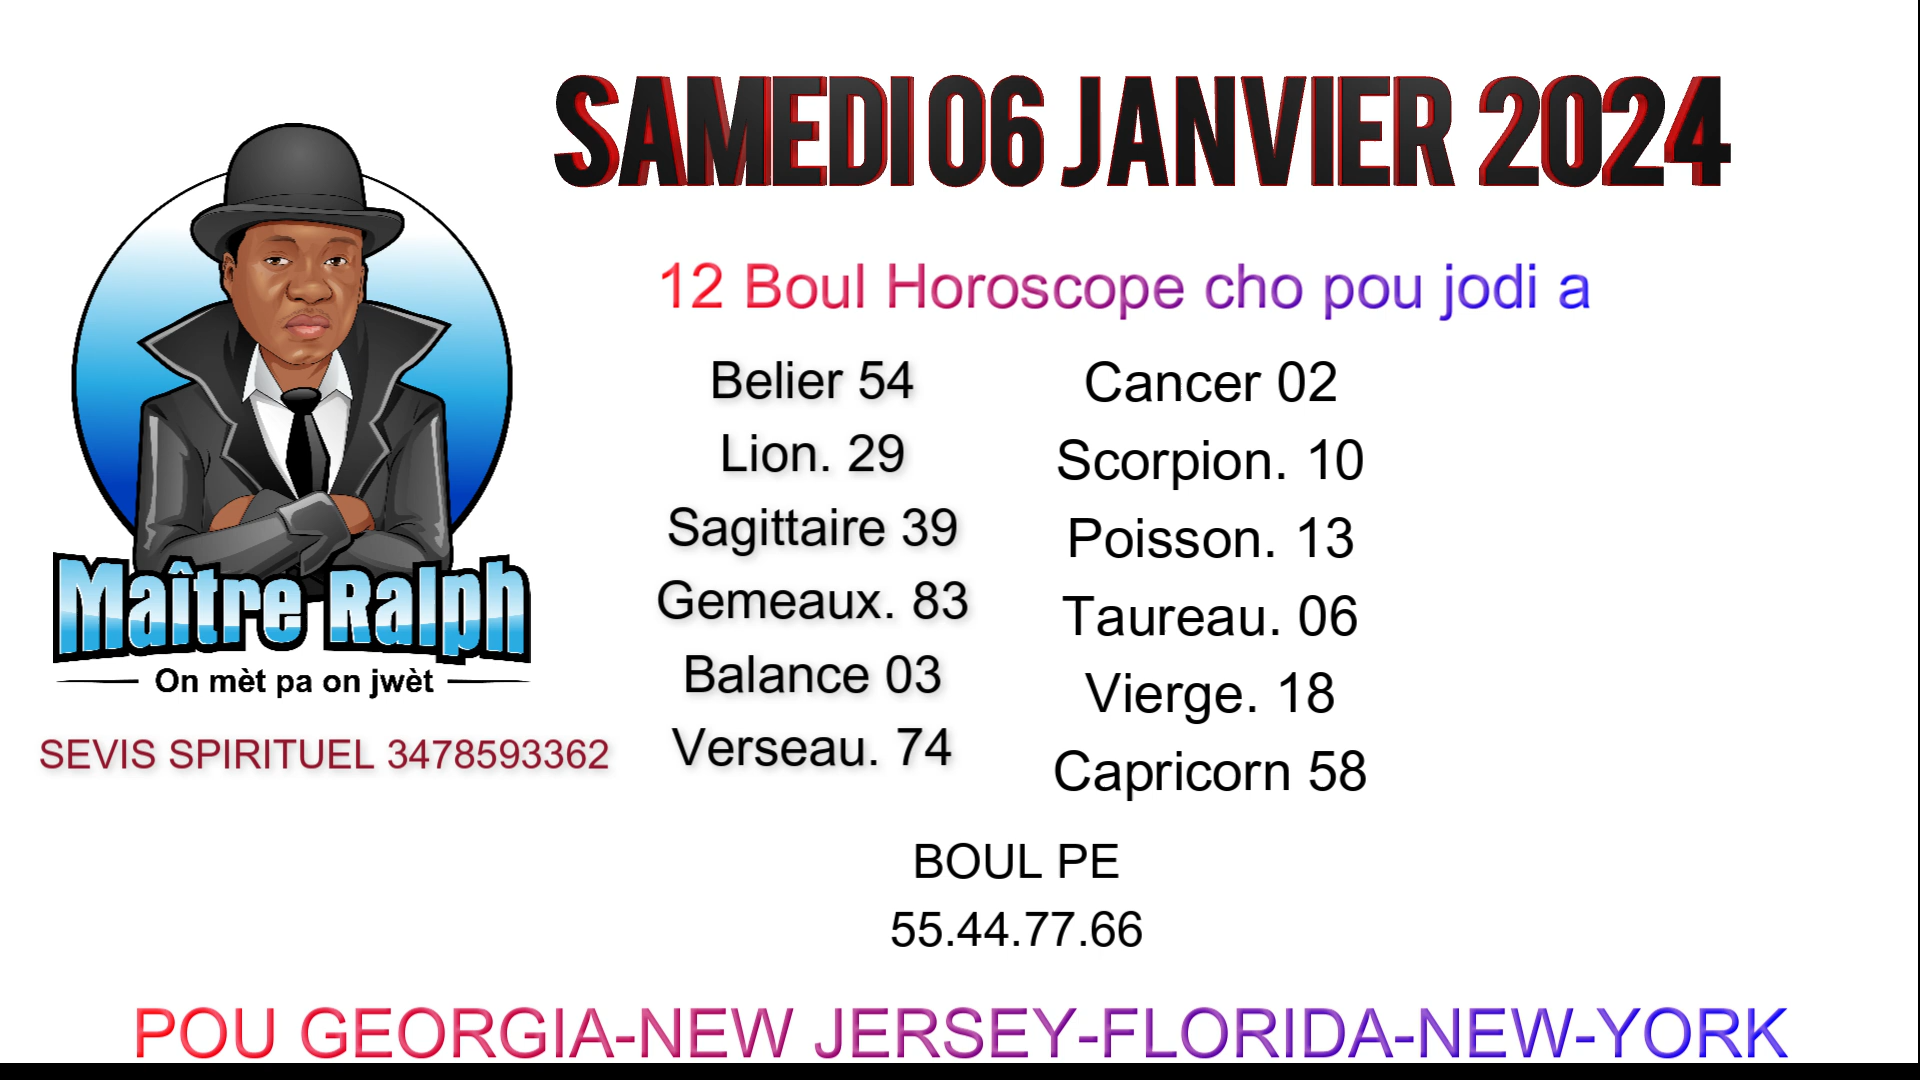 SAMEDI 06 JANVIER 2024
12 Boul Horoscope cho pou jodi a
Belier 54
Lion. 29
Sagittaire 39
Gemeaux. 83
Balance 03
Verseau. 74
Cancer 02
Scorpion. 10
Poisson. 13
Taureau. 06
Vierge. 18
Capricorn 58
Maître Ralph
On mèt pa on jwèt
SEVIS SPIRITUEL 3478593362
BOUL PE
55.44.77.66
POU GEORGIA-NEW JERSEY-FLORIDA-NEW-YORK